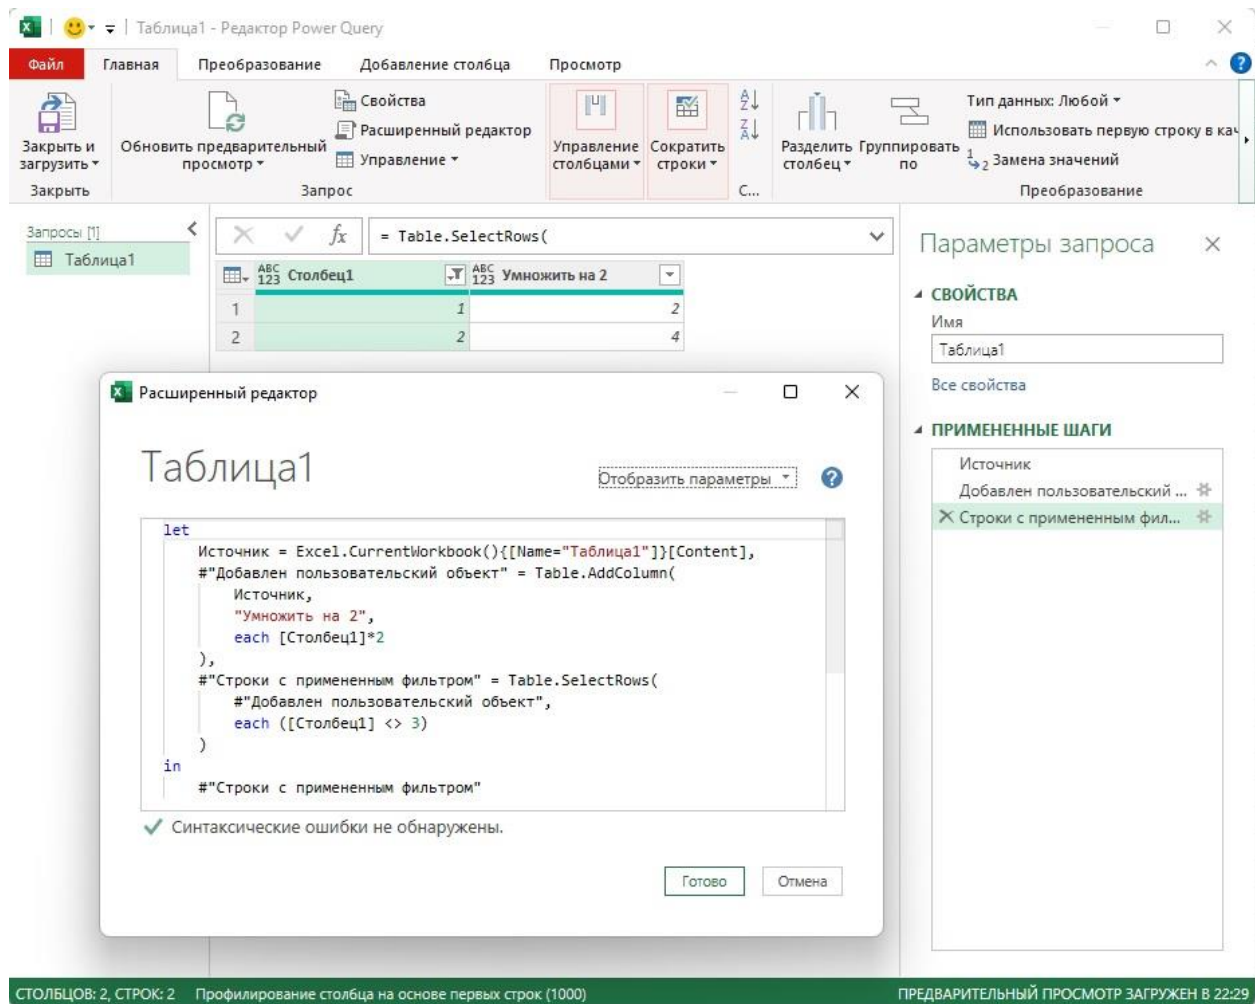 Таблица1 - Редактор Power Query
Файл Главная Преобразование Добавление столбца Просмотр
Закрыть и загрузить
Закрыть
Обновить предварительный просмотр
Свойства
Расширенный редактор
Управление
Запрос
Управление столбцами
Сократить строки
С...
Разделить столбец
Группировать по
Тип данных: Любой
Использовать первую строку в кач
Замена значений
Преобразование
Запросы [1]
Таблица1
fx = Table.SelectRows(
ABC 123 Столбец1 ABC 123 Умножить на 2
1 1 2
2 2 4
Расширенный редактор
Таблица1
Отобразить параметры
let
Источник = Excel.CurrentWorkbook(){[Name="Таблица1"]}[Content],
#"Добавлен пользовательский объект" = Table.AddColumn(
Источник,
"Умножить на 2",
each [Столбец1]*2
),
#"Строки с примененным фильтром" = Table.SelectRows(
#"Добавлен пользовательский объект",
each ([Столбец1] <> 3)
)
in
#"Строки с примененным фильтром"
Синтаксические ошибки не обнаружены.
Готово Отмена
Параметры запроса
СВОЙСТВА
Имя
Таблица1
Все свойства
ПРИМЕНЕННЫЕ ШАГИ
Источник
Добавлен пользовательский ...
Строки с примененным фил...
СТОЛБЦОВ: 2, СТРОК: 2 Профилирование столбца на основе первых строк (1000) ПРЕДВАРИТЕЛЬНЫЙ ПРОСМОТР ЗАГРУЖЕН В 22:29